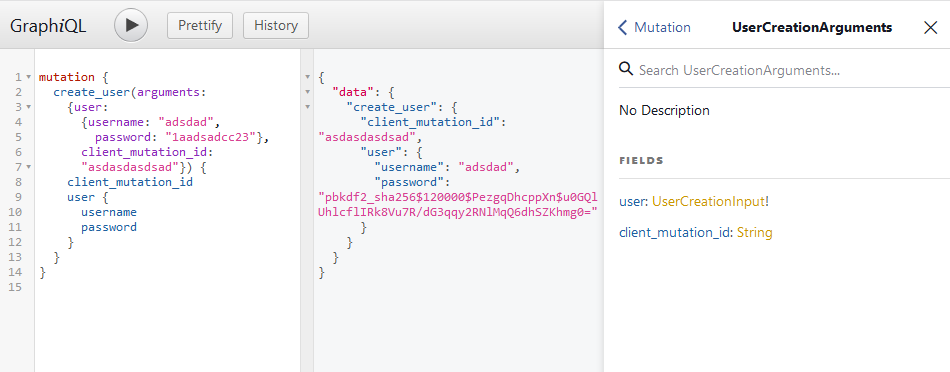 GraphiQL Prettify History
1 mutation {
2 create_user(arguments:
3 {user:
4 {username: "adsdad",
5 password: "1aadsadcc23"},
6 client_mutation_id:
7 "asdasdasdsad"}) {
8 client_mutation_id
9 user {
10 username
11 password
12 }
13 }
14 }
15
{
"data": {
"create_user": {
"client_mutation_id":
"asdasdasdsad",
"user": {
"username": "adsdad",
"password":
"pbkdf2_sha256$120000$PezgqDhcppXn$u0GQl
UhlcflIRk8Vu7R/dG3qqy2RNlMqQ6dhSZKhmg0="
}
}
}
}
Mutation UserCreationArguments
Search UserCreationArguments...
No Description
FIELDS
user: UserCreationInput!
client_mutation_id: String